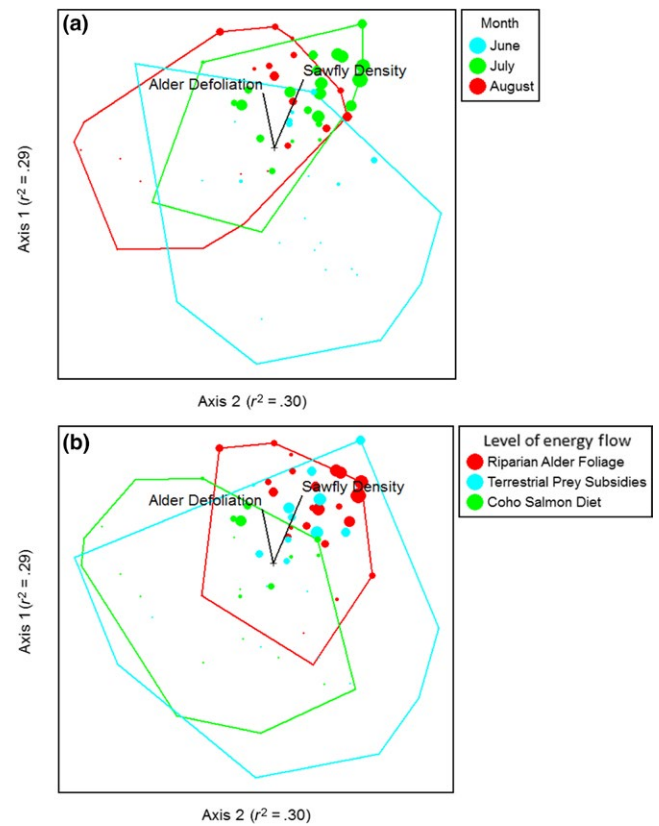 (a)
Month
June
July
August
Alder Defoliation
Sawfly Density
Axis 1 (r² = .29)
Axis 2 (r² = .30)
(b)
Level of energy flow
Riparian Alder Foliage
Terrestrial Prey Subsidies
Coho Salmon Diet
Alder Defoliation
Sawfly Density
Axis 1 (r² = .29)
Axis 2 (r² = .30)